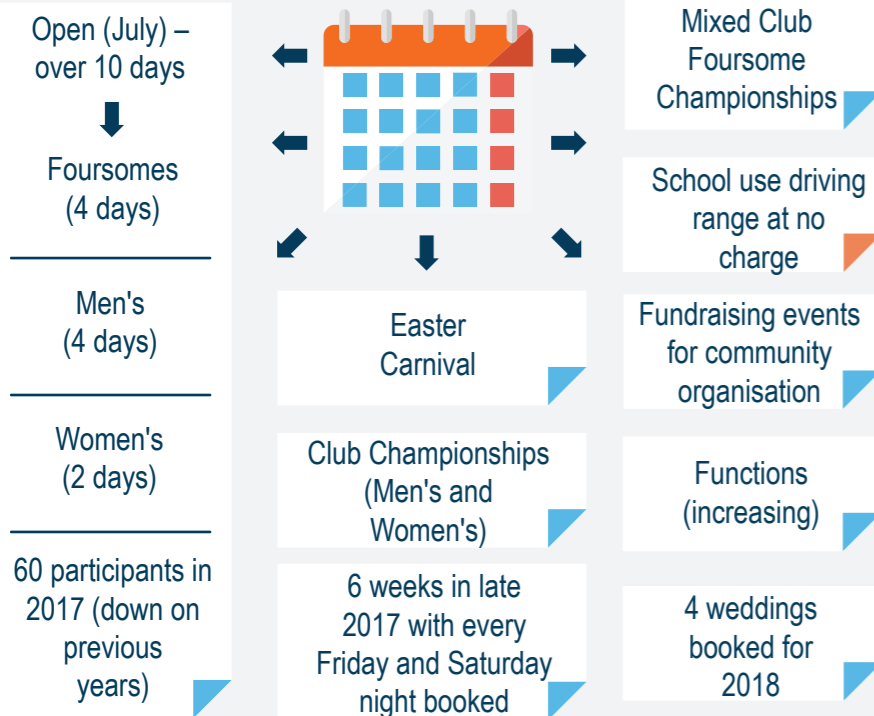 Open (July) –
over 10 days
Foursomes
(4 days)
Men's
(4 days)
Women's
(2 days)
60 participants in
2017 (down on
previous
years)
Easter
Carnival
Club Championships
(Men's and
Women's)
6 weeks in late
2017 with every
Friday and Saturday
night booked
Mixed Club
Foursome
Championships
School use driving
range at no
charge
Fundraising events
for community
organisation
Functions
(increasing)
4 weddings
booked for
2018